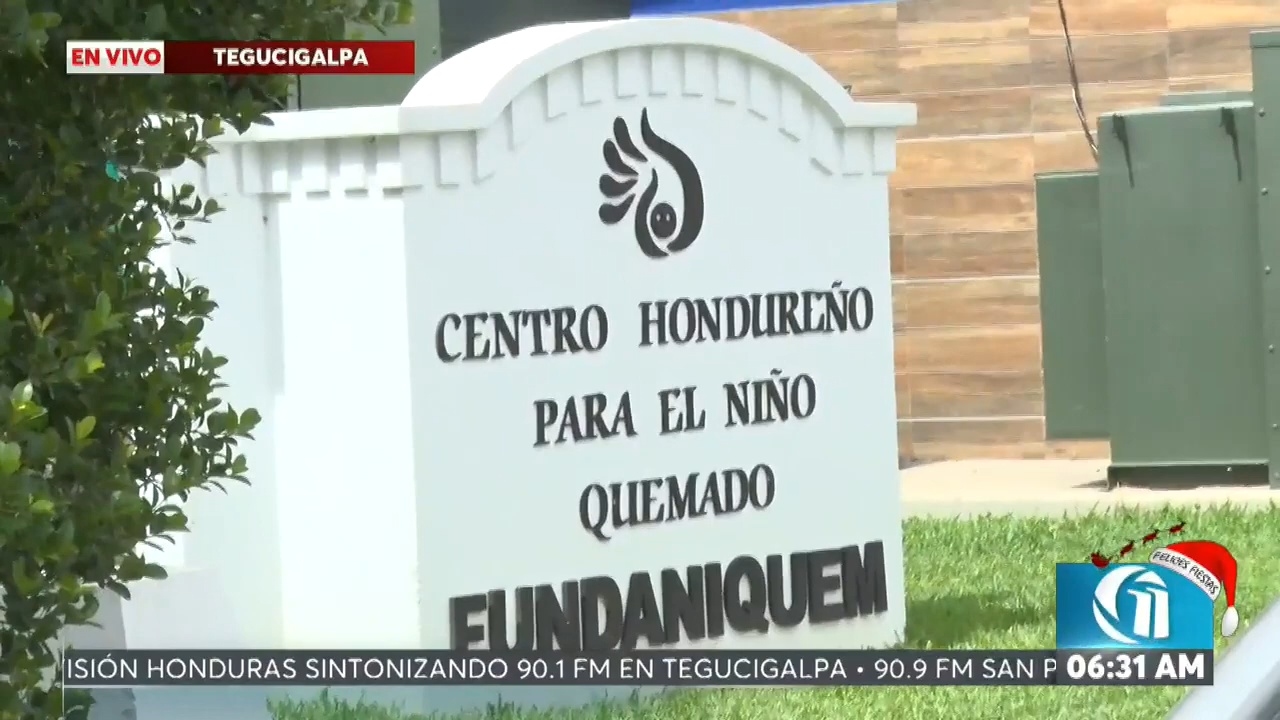 EN VIVO TEGUCIGALPA
CENTRO HONDUREÑO
PARA EL NIÑO
QUEMADO
FUNDANIQUEM
FELICES FIESTAS
VISIÓN HONDURAS SINTONIZANDO 90.1 FM EN TEGUCIGALPA • 90.9 FM SAN P
06:31 AM